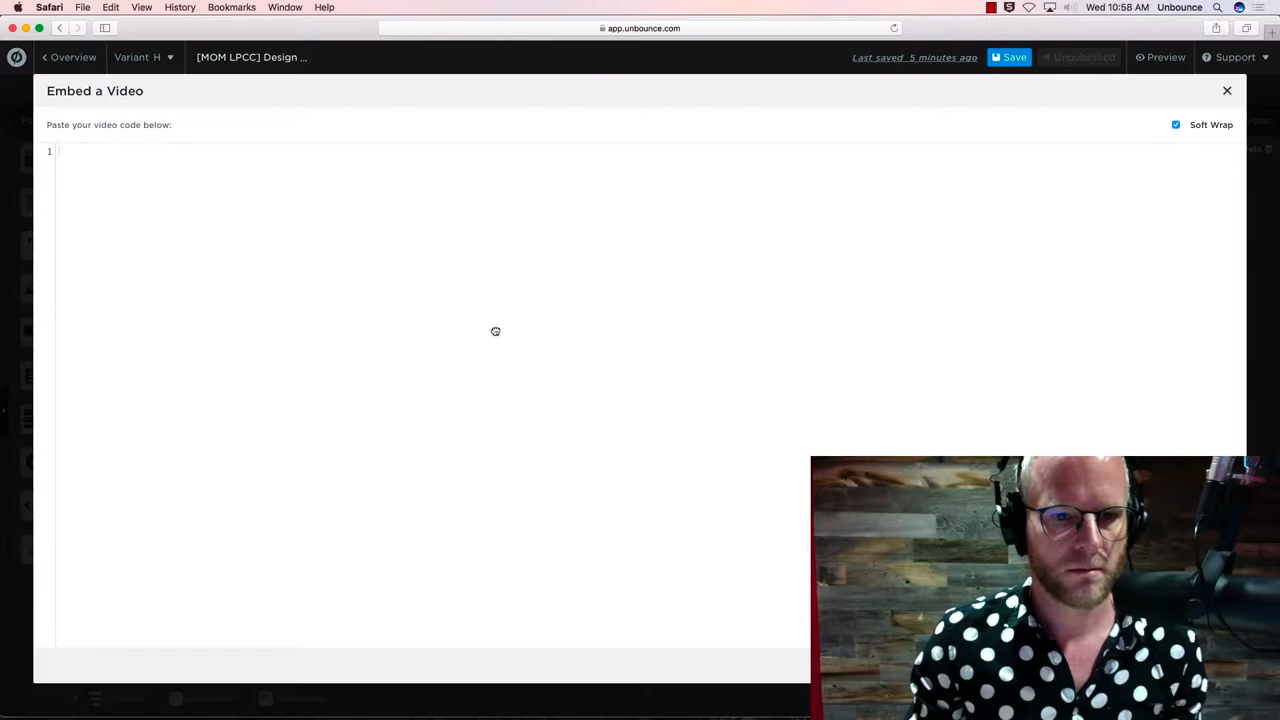 Safari File Edit View History Bookmarks Window Help Wed 10:58 AM Unbounce
app.unbounce.com
Overview Variant H [MOM LPCC] Design ... Last saved 5 minutes ago Save Unpublished Preview Support
Embed a Video
Paste your video code below: Soft Wrap
1